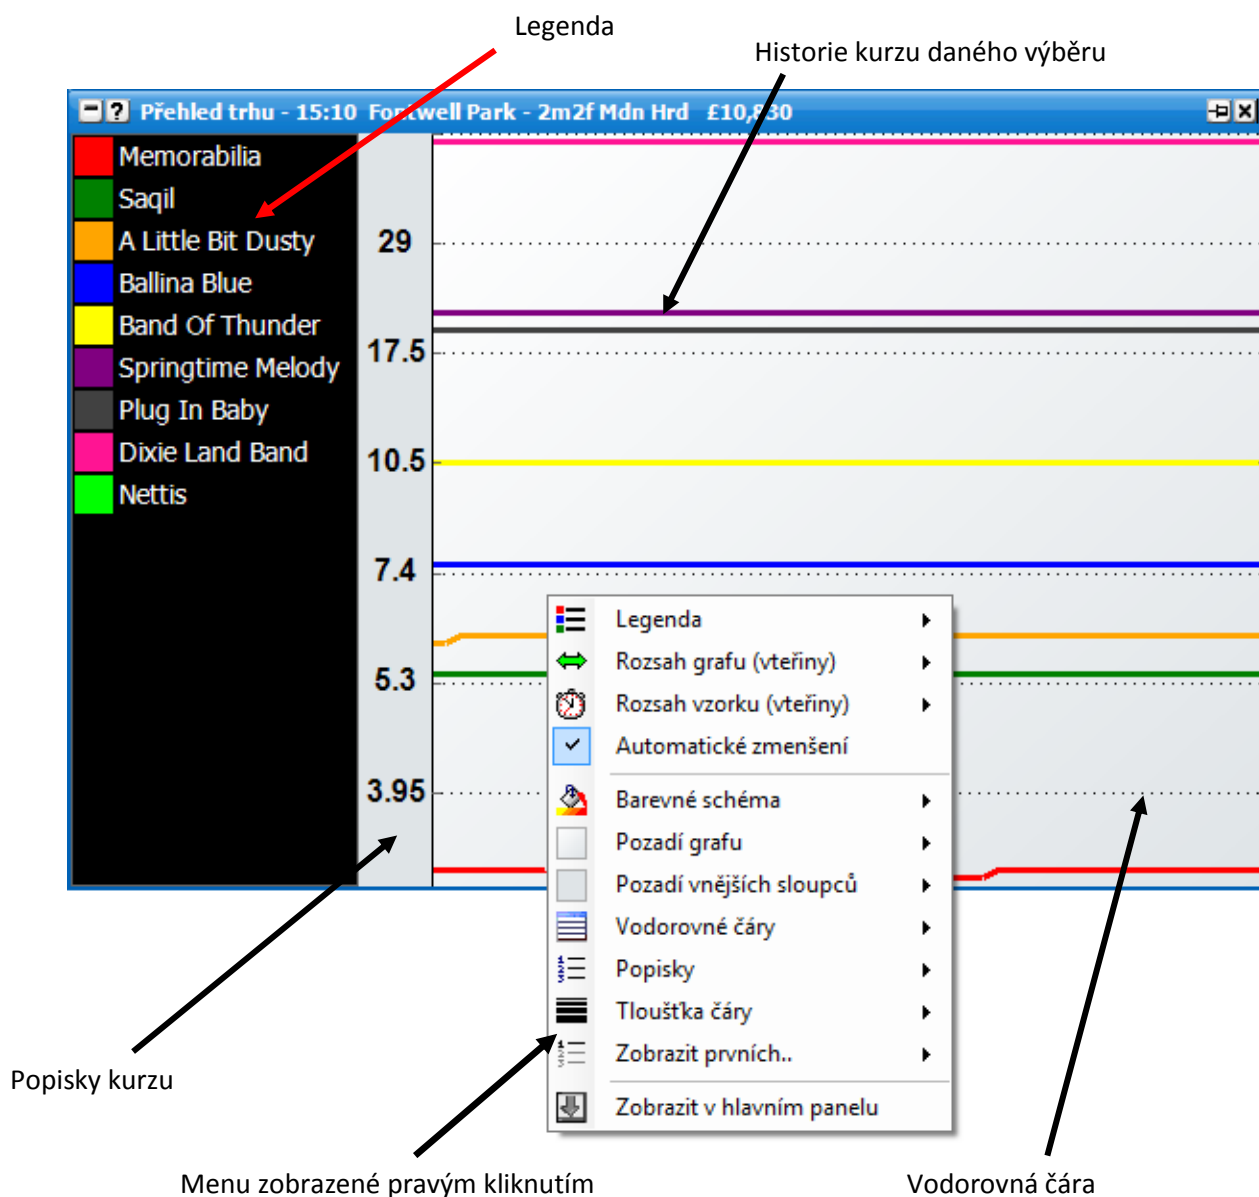 Legenda
Historie kurzu daného výběru
Přehled trhu - 15:10 Fontwell Park - 2m2f Mdn Hrd £10,830
Memorabilia
Saqil
A Little Bit Dusty
Ballina Blue
Band Of Thunder
Springtime Melody
Plug In Baby
Dixie Land Band
Nettis
29
17.5
10.5
7.4
5.3
3.95
Legenda
Rozsah grafu (vteřiny)
Rozsah vzorku (vteřiny)
Automatické zmenšení
Barevné schéma
Pozadí grafu
Pozadí vnějších sloupců
Vodorovné čáry
Popisky
Tloušťka čáry
Zobrazit prvních..
Zobrazit v hlavním panelu
Popisky kurzu
Menu zobrazené pravým kliknutím
Vodorovná čára